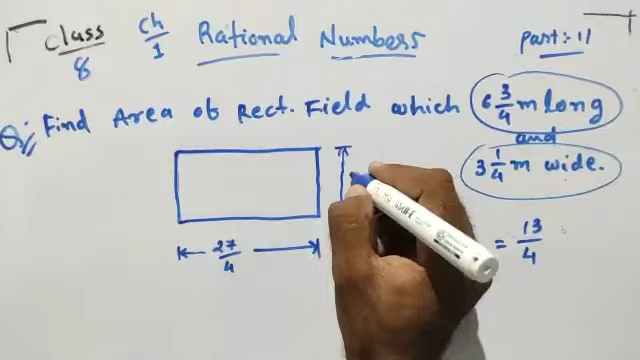 class 8 ch 1 Rational Numbers part:- 11
Q:- Find Area of Rect. Field which 6 3/4 m long
and
3 1/4 m wide.
= 13/4
27/4